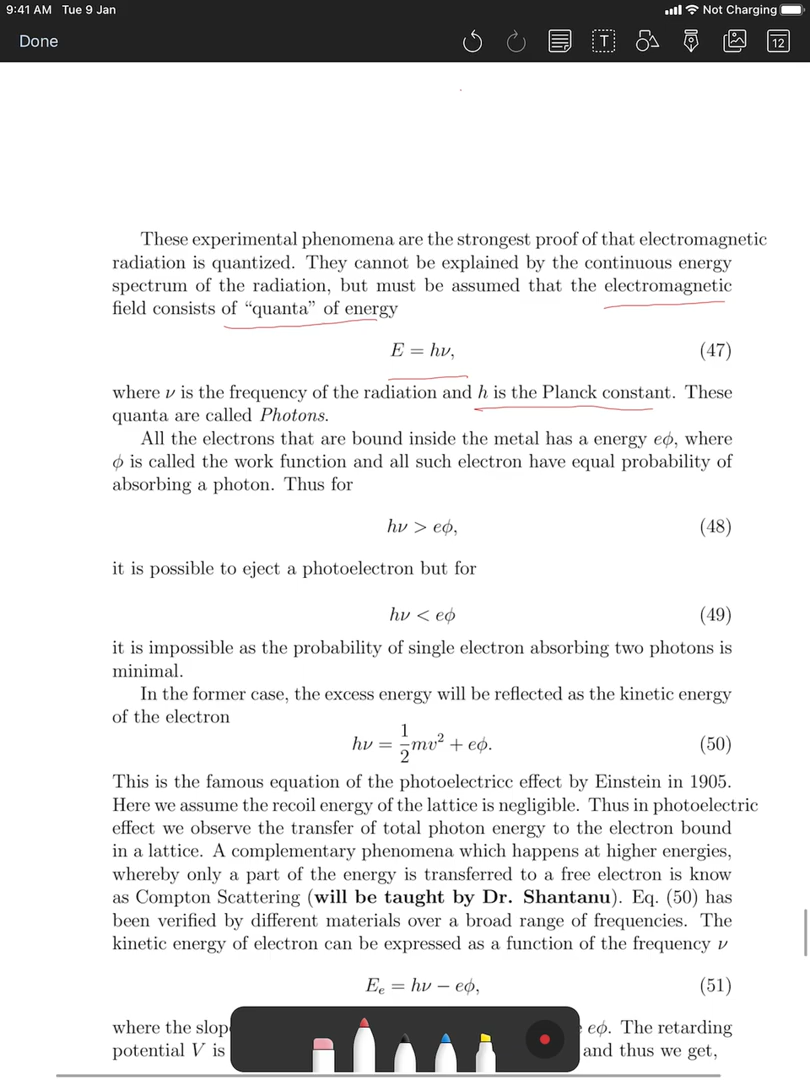 9:41 AM Tue 9 Jan
Not Charging
Done
T
12
These experimental phenomena are the strongest proof of that electromagnetic
radiation is quantized. They cannot be explained by the continuous energy
spectrum of the radiation, but must be assumed that the electromagnetic
field consists of “quanta” of energy
E = hν, (47)
where ν is the frequency of the radiation and h is the Planck constant. These
quanta are called Photons.
All the electrons that are bound inside the metal has a energy eϕ, where
ϕ is called the work function and all such electron have equal probability of
absorbing a photon. Thus for
hν > eϕ, (48)
it is possible to eject a photoelectron but for
hν < eϕ (49)
it is impossible as the probability of single electron absorbing two photons is
minimal.
In the former case, the excess energy will be reflected as the kinetic energy
of the electron
hν = 1/2 mv² + eϕ. (50)
This is the famous equation of the photoelectricc effect by Einstein in 1905.
Here we assume the recoil energy of the lattice is negligible. Thus in photoelectric
effect we observe the transfer of total photon energy to the electron bound
in a lattice. A complementary phenomena which happens at higher energies,
whereby only a part of the energy is transferred to a free electron is know
as Compton Scattering (will be taught by Dr. Shantanu). Eq. (50) has
been verified by different materials over a broad range of frequencies. The
kinetic energy of electron can be expressed as a function of the frequency ν
Eₑ = hν − eϕ, (51)
where the slop eϕ. The retarding
potential V is and thus we get,